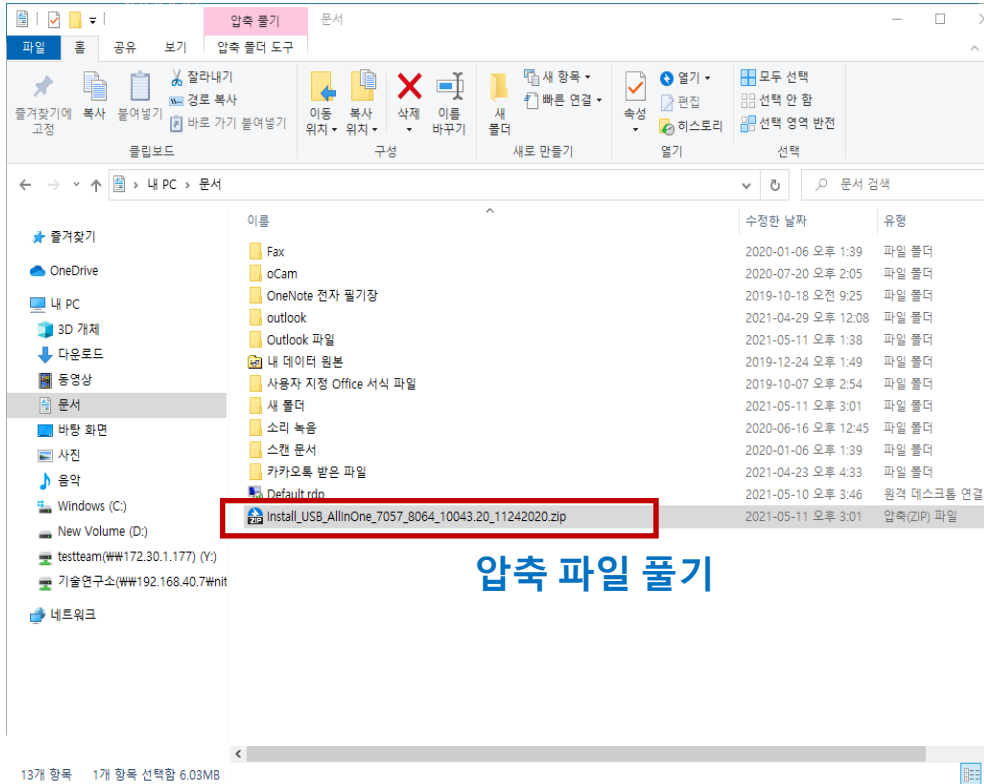 압축 풀기 문서
파일 홈 공유 보기 압축 폴더 도구
즐겨찾기에 고정
복사
붙여넣기
잘라내기
경로 복사
바로 가기 붙여넣기
클립보드
이동 위치
복사 위치
삭제
이름 바꾸기
구성
새 폴더
새 항목
빠른 연결
새로 만들기
속성
열기
편집
히스토리
열기
모두 선택
선택 안 함
선택 영역 반전
선택
내 PC › 문서
문서 검색
즐겨찾기
OneDrive
내 PC
3D 개체
다운로드
동영상
문서
바탕 화면
사진
음악
Windows (C:)
New Volume (D:)
testteam(₩₩172.30.1.177) (Y:)
기술연구소(₩₩192.168.40.7₩nit
네트워크
이름 수정한 날짜 유형
Fax 2020-01-06 오후 1:39 파일 폴더
oCam 2020-07-20 오후 2:05 파일 폴더
OneNote 전자 필기장 2019-10-18 오전 9:25 파일 폴더
outlook 2021-04-29 오후 12:08 파일 폴더
Outlook 파일 2021-05-11 오후 1:38 파일 폴더
내 데이터 원본 2019-12-24 오후 1:49 파일 폴더
사용자 지정 Office 서식 파일 2019-10-07 오후 2:54 파일 폴더
새 폴더 2021-05-11 오후 3:01 파일 폴더
소리 녹음 2020-06-16 오후 12:45 파일 폴더
스캔 문서 2020-01-06 오후 1:39 파일 폴더
카카오톡 받은 파일 2021-04-23 오후 4:33 파일 폴더
Default.rdp 2021-05-10 오후 3:46 원격 데스크톱 연결
Install_USB_AllInOne_7057_8064_10043.20_11242020.zip 2021-05-11 오후 3:01 압축(ZIP) 파일
압축 파일 풀기
13개 항목 1개 항목 선택함 6.03MB